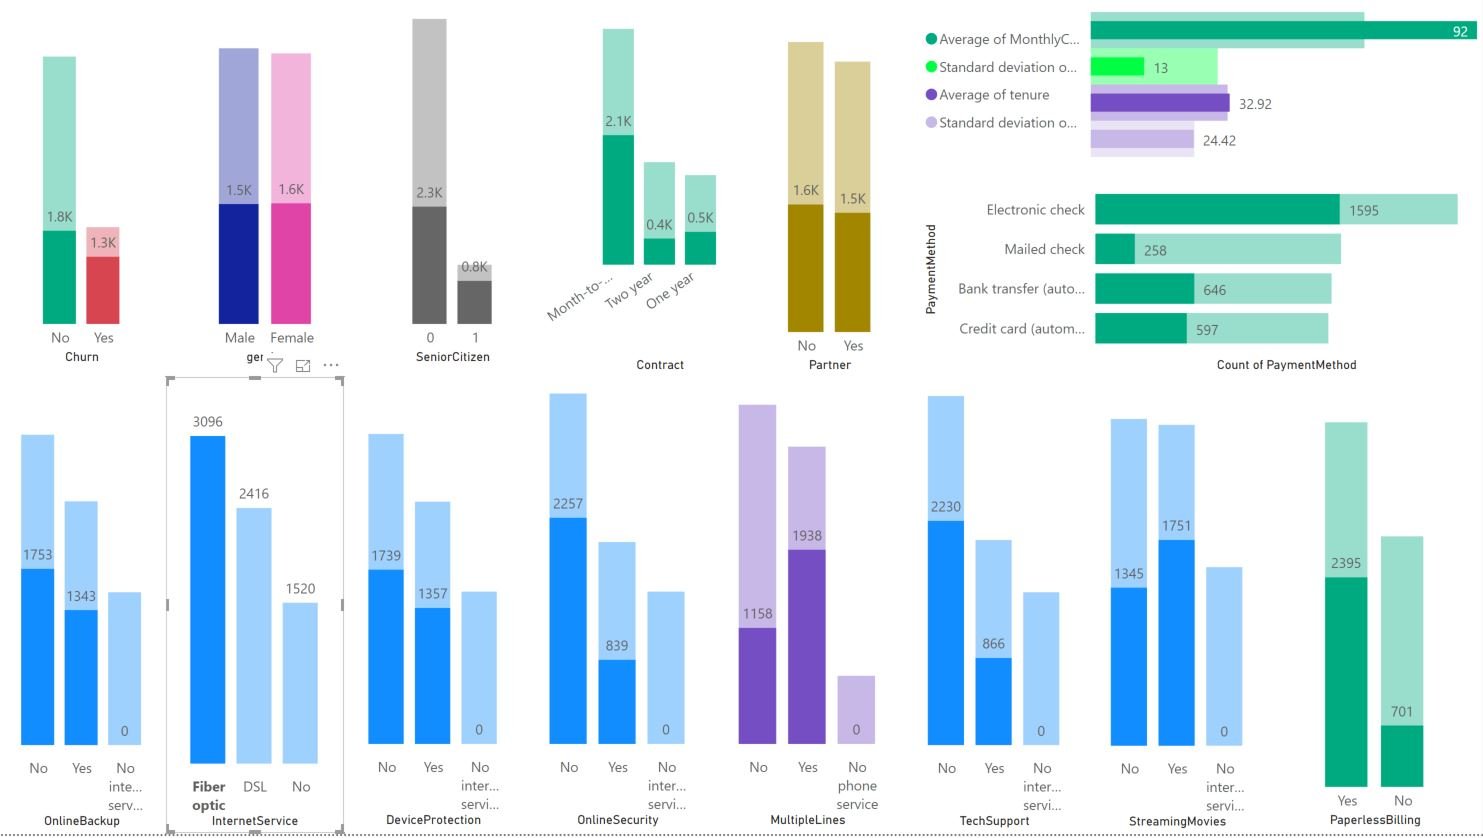 1.8K
1.3K
No Yes
Churn
1.5K
1.6K
Male Female
2.3K
0.8K
0 1
SeniorCitizen
2.1K
0.4K
0.5K
Month-to-...
Two year
One year
Contract
1.6K
1.5K
No Yes
Partner
Average of MonthlyC...
Standard deviation o...
Average of tenure
Standard deviation o...
92
13
32.92
24.42
PaymentMethod
Electronic check 1595
Mailed check 258
Bank transfer (auto... 646
Credit card (autom... 597
Count of PaymentMethod
1753
1343
0
No Yes No
inte...
serv...
OnlineBackup
3096
2416
1520
Fiber DSL No
optic
InternetService
1739
1357
0
No Yes No
inter...
servi...
DeviceProtection
2257
839
0
No Yes No
inter...
servi...
OnlineSecurity
1158
1938
0
No Yes No
phone
service
MultipleLines
2230
866
0
No Yes No
inter...
servi...
TechSupport
1345
1751
0
No Yes No
inter...
servi...
StreamingMovies
2395
701
Yes No
PaperlessBilling